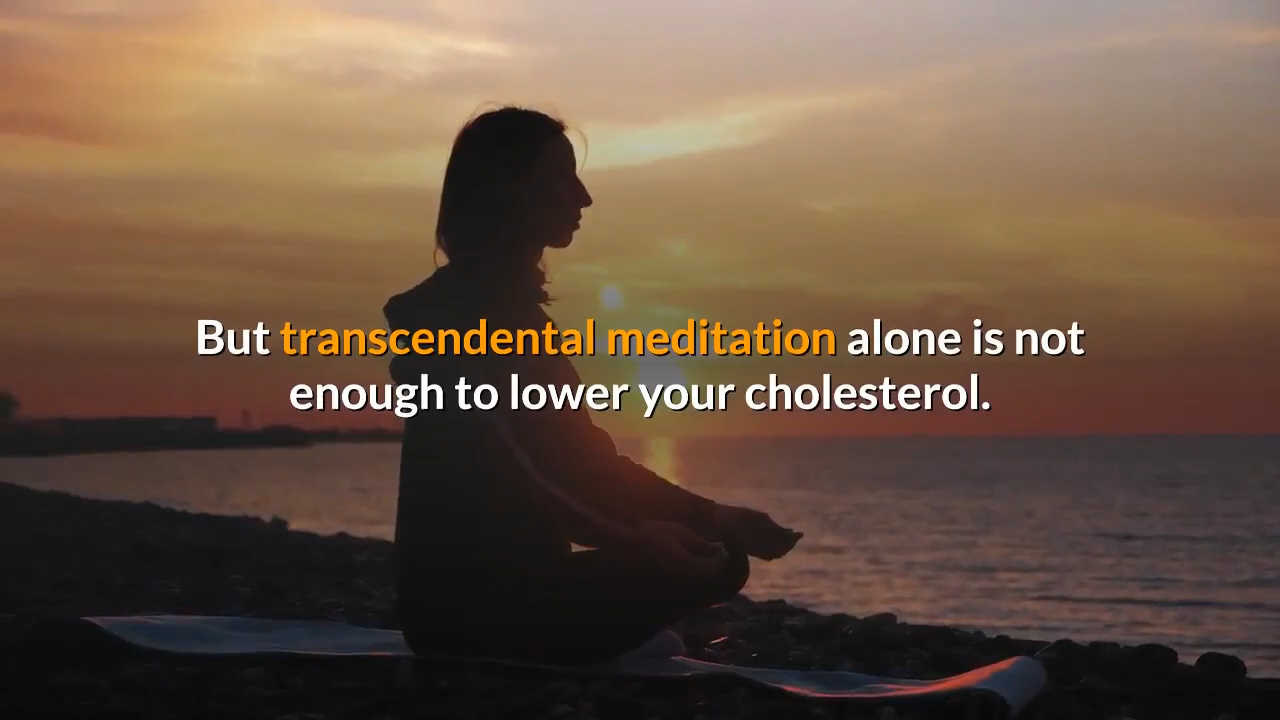 But transcendental meditation alone is not
enough to lower your cholesterol.